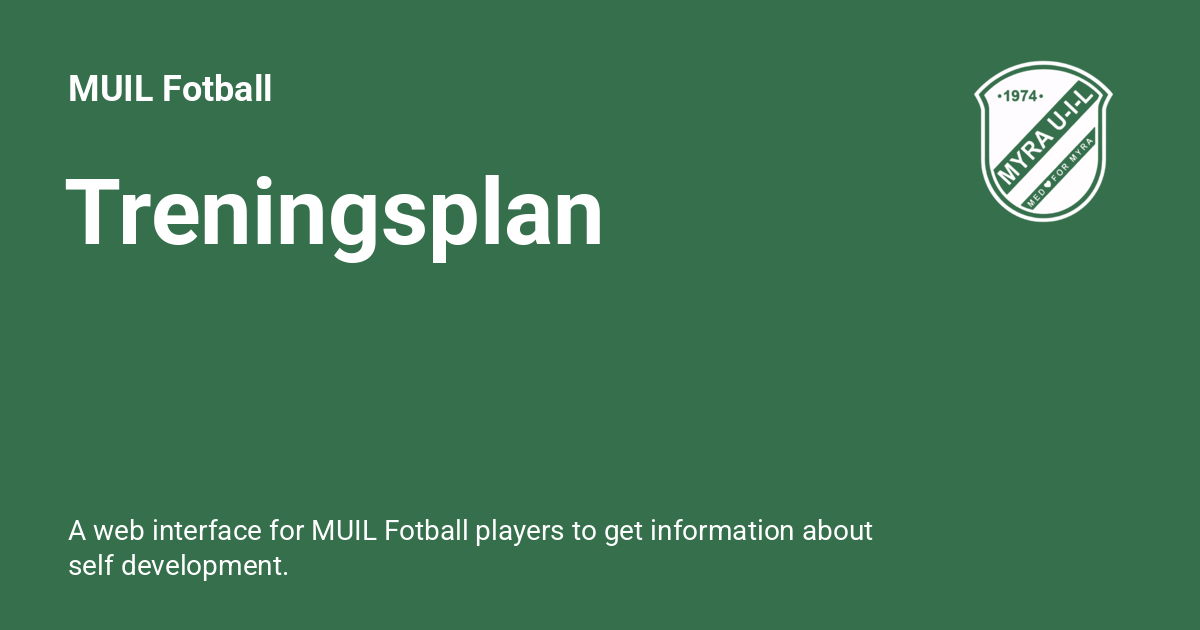 MUIL Fotball
·1974·
MYRA U-I-L
MED♥FOR MYRA
Treningsplan
A web interface for MUIL Fotball players to get information about
self development.